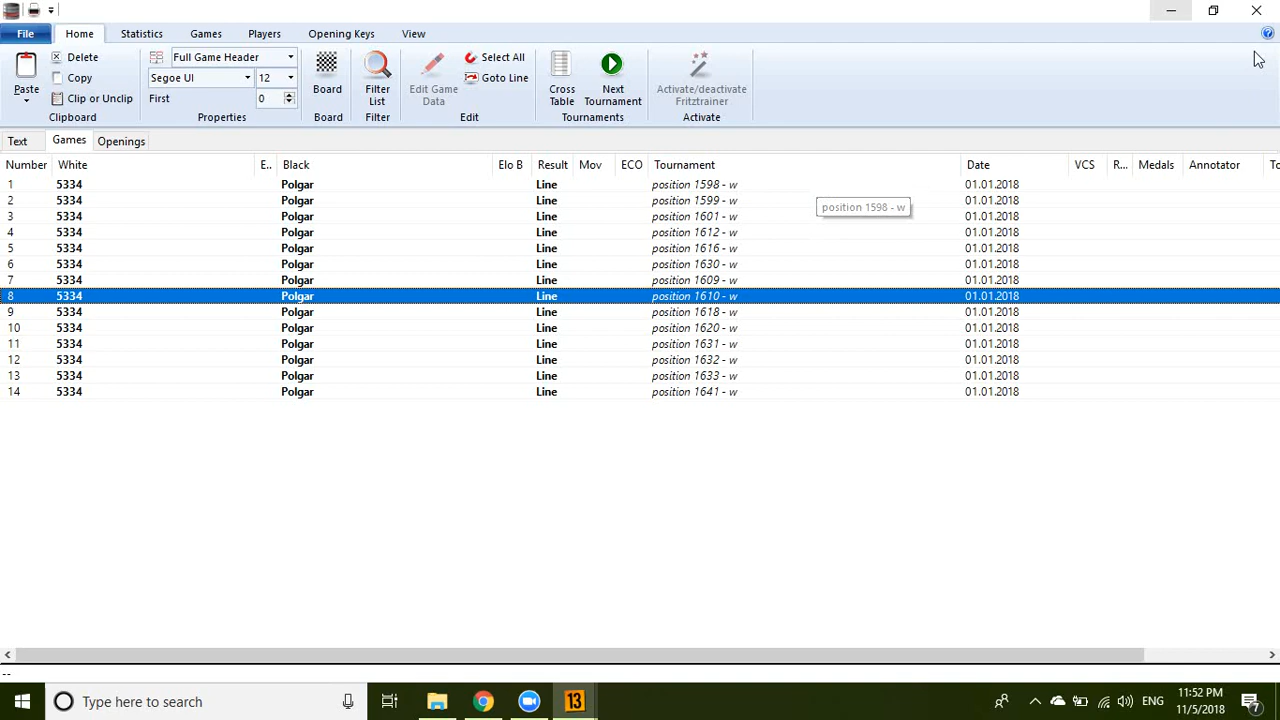 File Home Statistics Games Players Opening Keys View
Paste Delete Copy Clip or Unclip Clipboard
Full Game Header Segoe UI 12 First 0 Properties
Board Board
Filter List Filter
Edit Game Data Select All Goto Line Edit
Cross Table Next Tournament Tournaments
Activate/deactivate Fritztrainer Activate
Text Games Openings
Number White E.. Black Elo B Result Mov ECO Tournament Date VCS R... Medals Annotator To
1 5334 Polgar Line position 1598 - w 01.01.2018
2 5334 Polgar Line position 1599 - w 01.01.2018
position 1598 - w
3 5334 Polgar Line position 1601 - w 01.01.2018
4 5334 Polgar Line position 1612 - w 01.01.2018
5 5334 Polgar Line position 1616 - w 01.01.2018
6 5334 Polgar Line position 1630 - w 01.01.2018
7 5334 Polgar Line position 1609 - w 01.01.2018
8 5334 Polgar Line position 1610 - w 01.01.2018
9 5334 Polgar Line position 1618 - w 01.01.2018
10 5334 Polgar Line position 1620 - w 01.01.2018
11 5334 Polgar Line position 1631 - w 01.01.2018
12 5334 Polgar Line position 1632 - w 01.01.2018
13 5334 Polgar Line position 1633 - w 01.01.2018
14 5334 Polgar Line position 1641 - w 01.01.2018
--
Type here to search 13 ENG 11:52 PM 7
11/5/2018